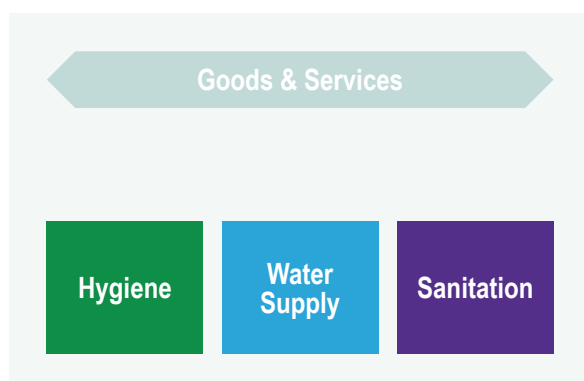 Goods & Services
Hygiene
Water
Supply
Sanitation